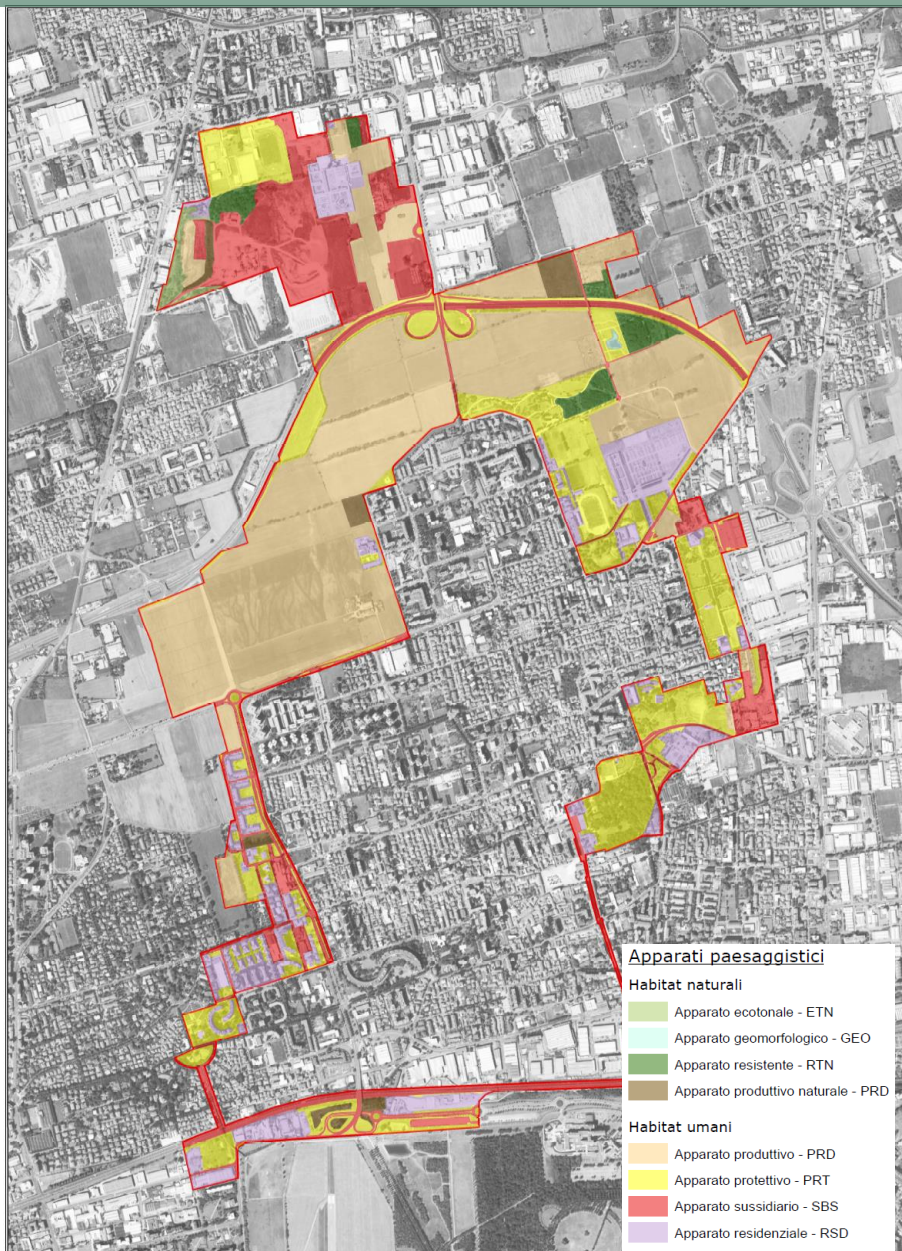 Apparati paesaggistici
Habitat naturali
Apparato ecotonale - ETN
Apparato geomorfologico - GEO
Apparato resistente - RTN
Apparato produttivo naturale - PRD
Habitat umani
Apparato produttivo - PRD
Apparato protettivo - PRT
Apparato sussidiario - SBS
Apparato residenziale - RSD